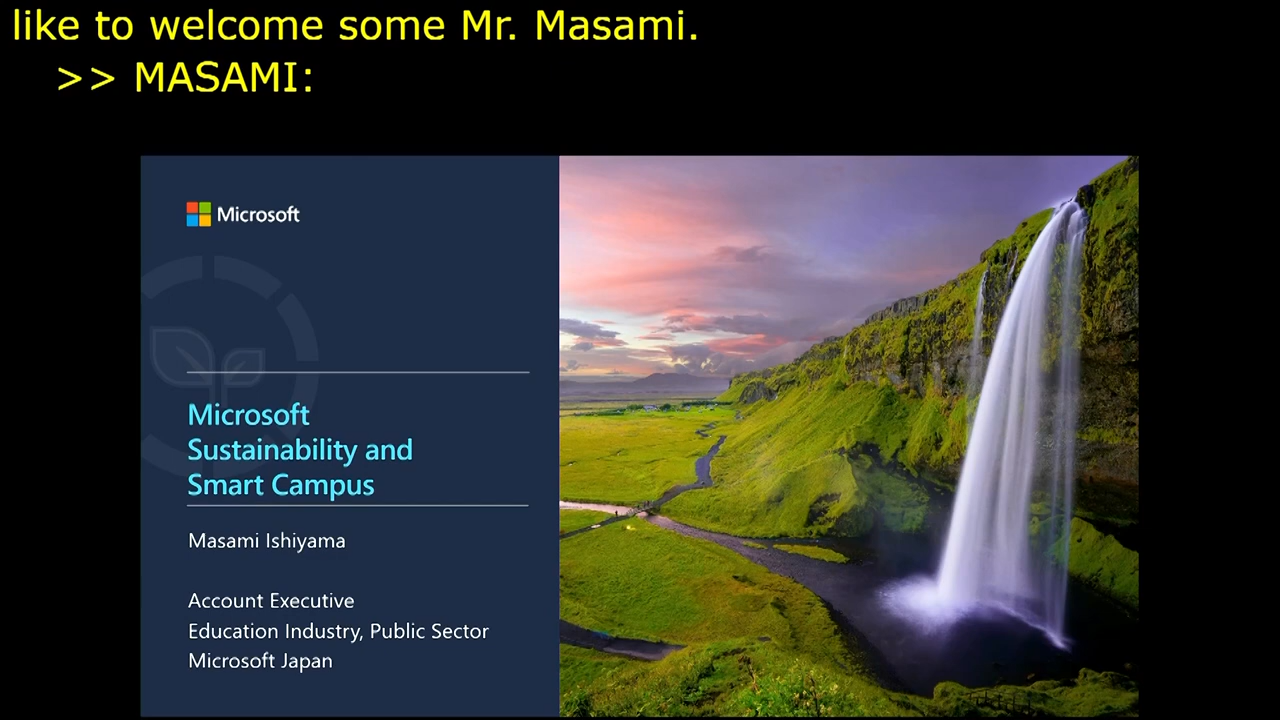 like to welcome some Mr. Masami.
>> MASAMI:
Microsoft
Microsoft
Sustainability and
Smart Campus
Masami Ishiyama
Account Executive
Education Industry, Public Sector
Microsoft Japan